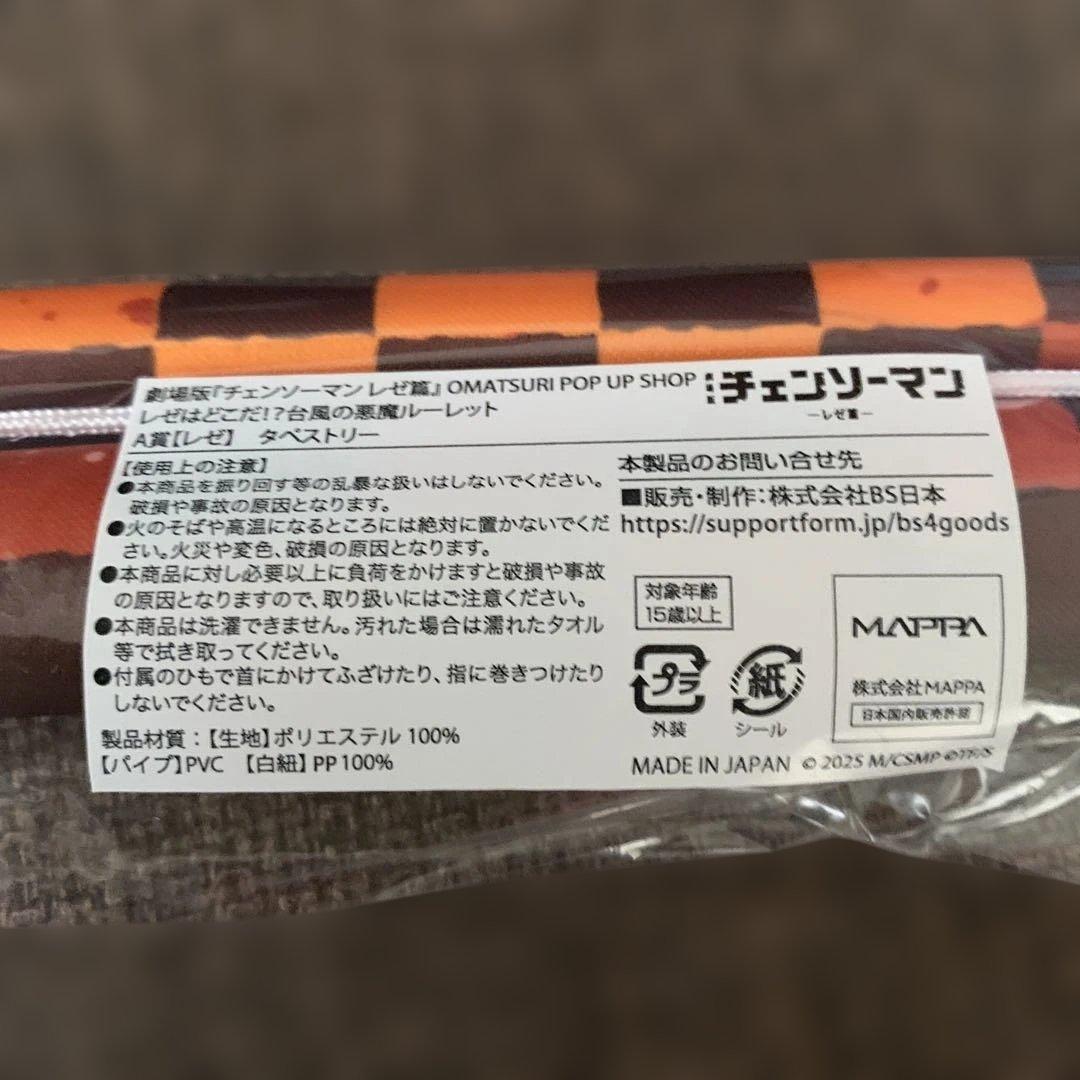 劇場版『チェンソーマン レゼ篇』 OMATSURI POP UP SHOP
レゼはどこだ!?台風の悪魔ルーレット
A賞【レゼ】 タペストリー
劇場版 チェンソーマン
ーレゼ篇ー
【使用上の注意】
●本商品を振り回す等の乱暴な扱いはしないでください。
破損や事故の原因となります。
●火のそばや高温になるところには絶対に置かないでくだ
さい。火災や変色、破損の原因となります。
●本商品に対し必要以上に負荷をかけますと破損や事故
の原因となりますので、取り扱いにはご注意ください。
●本商品は洗濯できません。汚れた場合は濡れたタオル
等で拭き取ってください。
●付属のひもで首にかけてふざけたり、指に巻きつけたり
しないでください。
製品材質:【生地】ポリエステル 100%
【パイプ】PVC 【白紐】PP100%
本製品のお問い合せ先
■販売・制作:株式会社BS日本
https://supportform.jp/bs4goods
対象年齢
15歳以上
プラ
外装
紙
シール
MAPPA
株式会社MAPPA
日本国内販売許諾
MADE IN JAPAN © 2025 M/CSMP ©TF/S